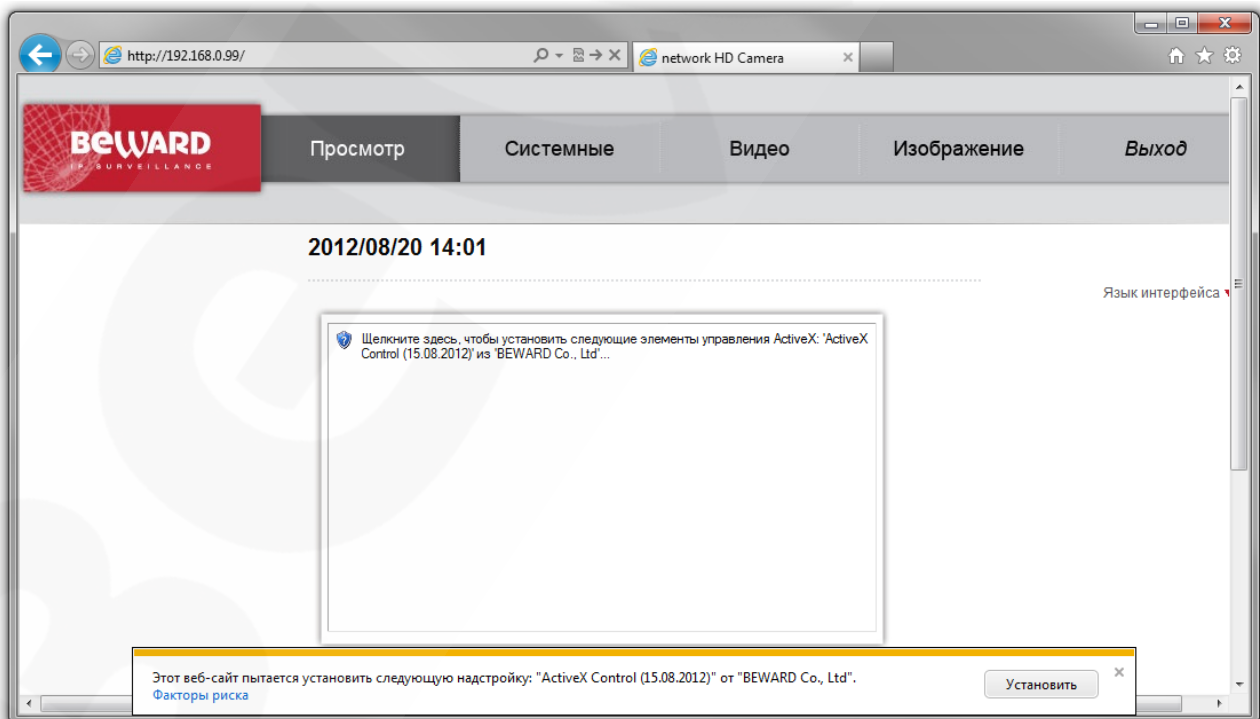 http://192.168.0.99/
network HD Camera
BEWARD
IP SURVEILLANCE
Просмотр
Системные
Видео
Изображение
Выход
2012/08/20 14:01
Язык интерфейса
Щелкните здесь, чтобы установить следующие элементы управления ActiveX: 'ActiveX
Control (15.08.2012)' из 'BEWARD Co., Ltd'...
Этот веб-сайт пытается установить следующую надстройку: "ActiveX Control (15.08.2012)" от "BEWARD Co., Ltd".
Факторы риска
Установить